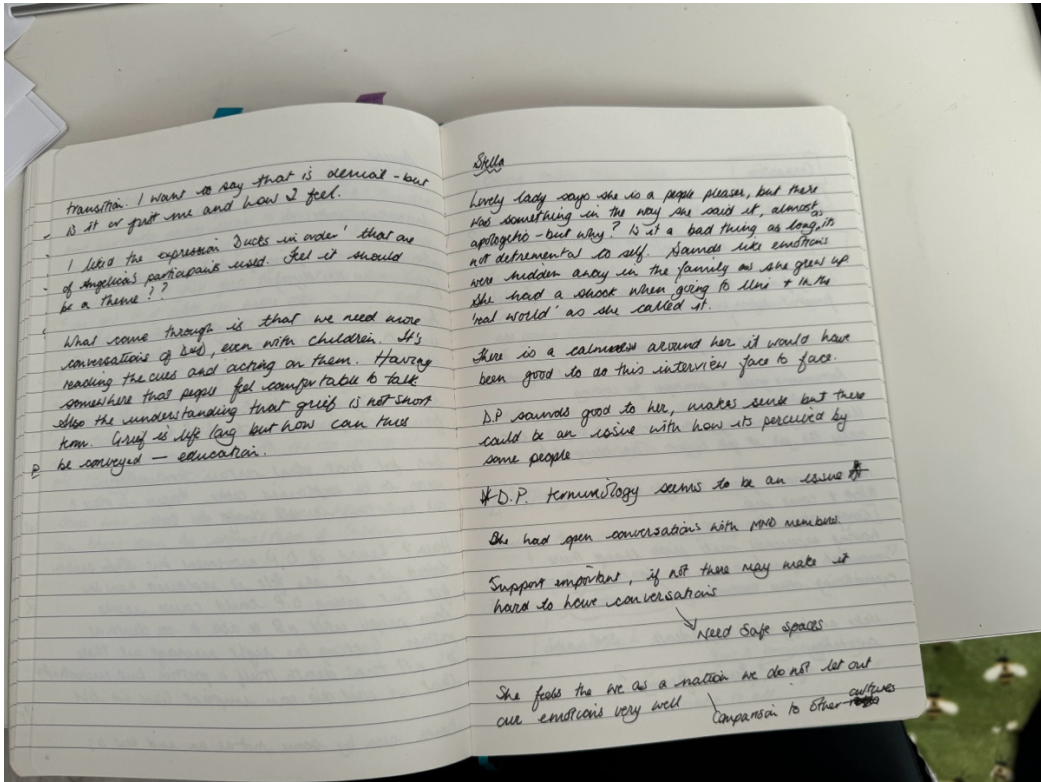 transition. I want to say that is denial - but
is it or just me and how I feel.
I liked the expression Ducks in order' that one
of Angelica's participants used. Feel it should
be a theme??
What came through is that we need more
conversations of D&D, even with children. It's
reading the cues and acting on them. Having
somewhere that people feel comfortable to talk
Also the understanding that grief is not short
term. Grief is life long but how can this
be conveyed — education.
Stella
Lovely lady says she is a people pleaser, but there
was something in the way she said it, almost
apologetic - but why? Is it a bad thing as long as its
not detremental to self. Sounds like emotions
were hidden away in the family as she grew up
She had a shock when going to Uni + in the
'real world' as she called it.
There is a calmness around her it would have
been good to do this interview face to face.
D.P sounds good to her, makes sense but there
could be an issue with how its perceived by
some people
* D.P. terminology seems to be an issue *
She had open conversations with MND members.
Support important, if not there may make it
hard to have conversations
Need Safe spaces
She feels the we as a nation we do not let out
our emotions very well
Comparison to other cultures